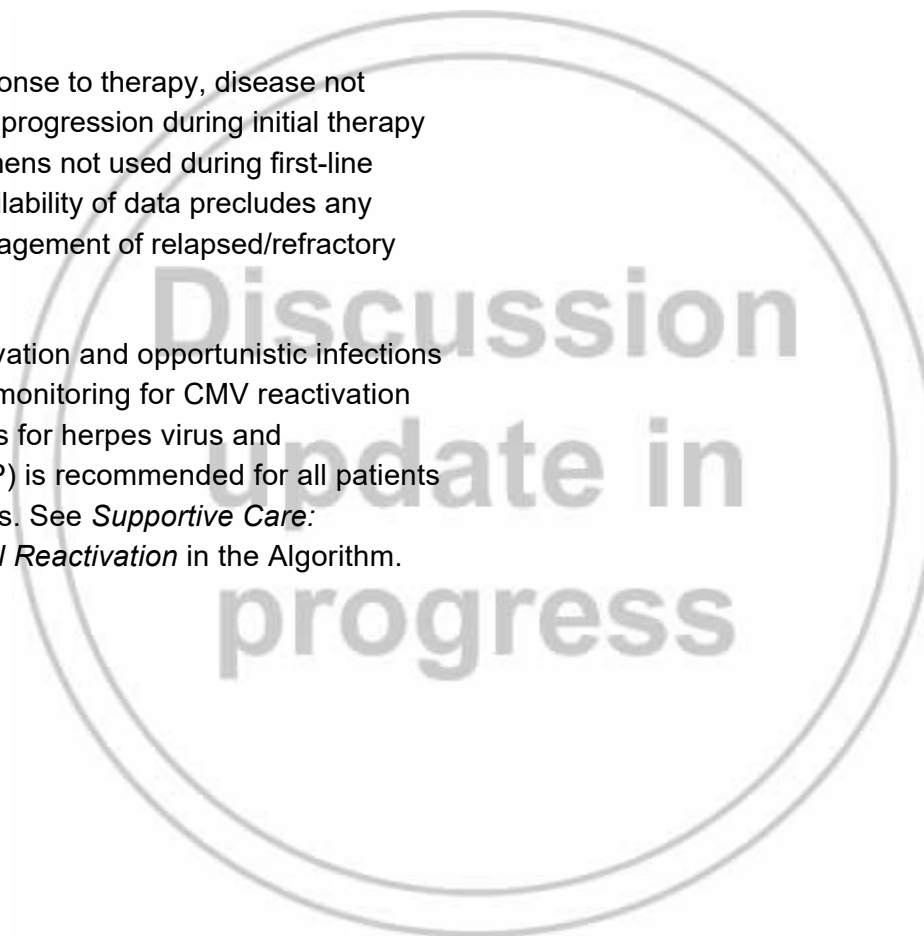 onse to therapy, disease not
progression during initial therapy
nens not used during first-line
ilability of data precludes any
agement of relapsed/refractory
vation and opportunistic infections
monitoring for CMV reactivation
s for herpes virus and
P) is recommended for all patients
s. See Supportive Care:
l Reactivation in the Algorithm.
Discussion
update in
progress